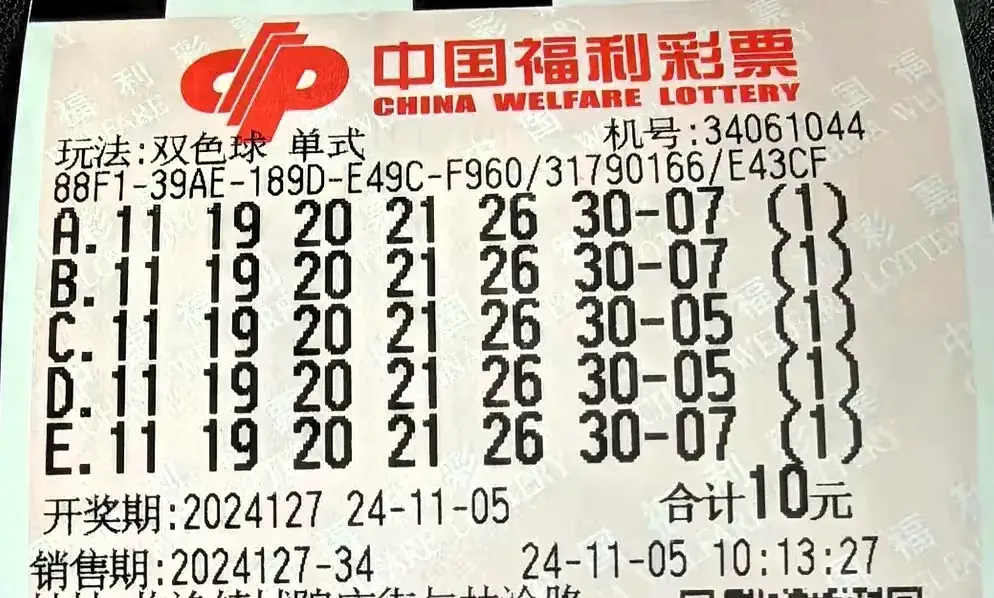 中国福利彩票
CHINA WELFARE LOTTERY
玩法:双色球 单式 机号:34061044
88F1-39AE-189D-E49C-F960/31790166/E43CF
A.11 19 20 21 26 30-07 (1)
B.11 19 20 21 26 30-07 (1)
C.11 19 20 21 26 30-05 (1)
D.11 19 20 21 26 30-05 (1)
E.11 19 20 21 26 30-07 (1)
开奖期:2024127 24-11-05 合计10元
销售期:2024127-34 24-11-05 10:13:27